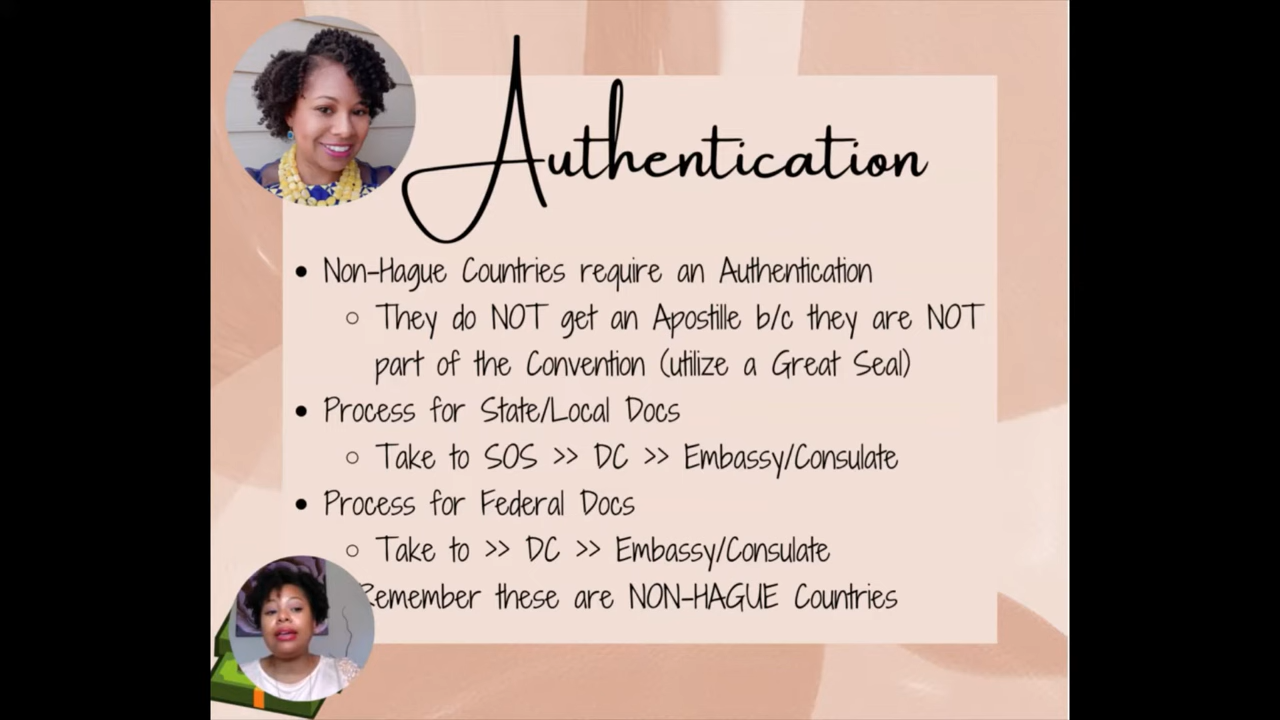 Authentication
Non-Hague Countries require an Authentication
They do NOT get an Apostille b/c they are NOT
part of the Convention (utilize a Great Seal)
Process for State/Local Docs
Take to SOS >> DC >> Embassy/Consulate
Process for Federal Docs
Take to >> DC >> Embassy/Consulate
Remember these are NON-HAGUE Countries